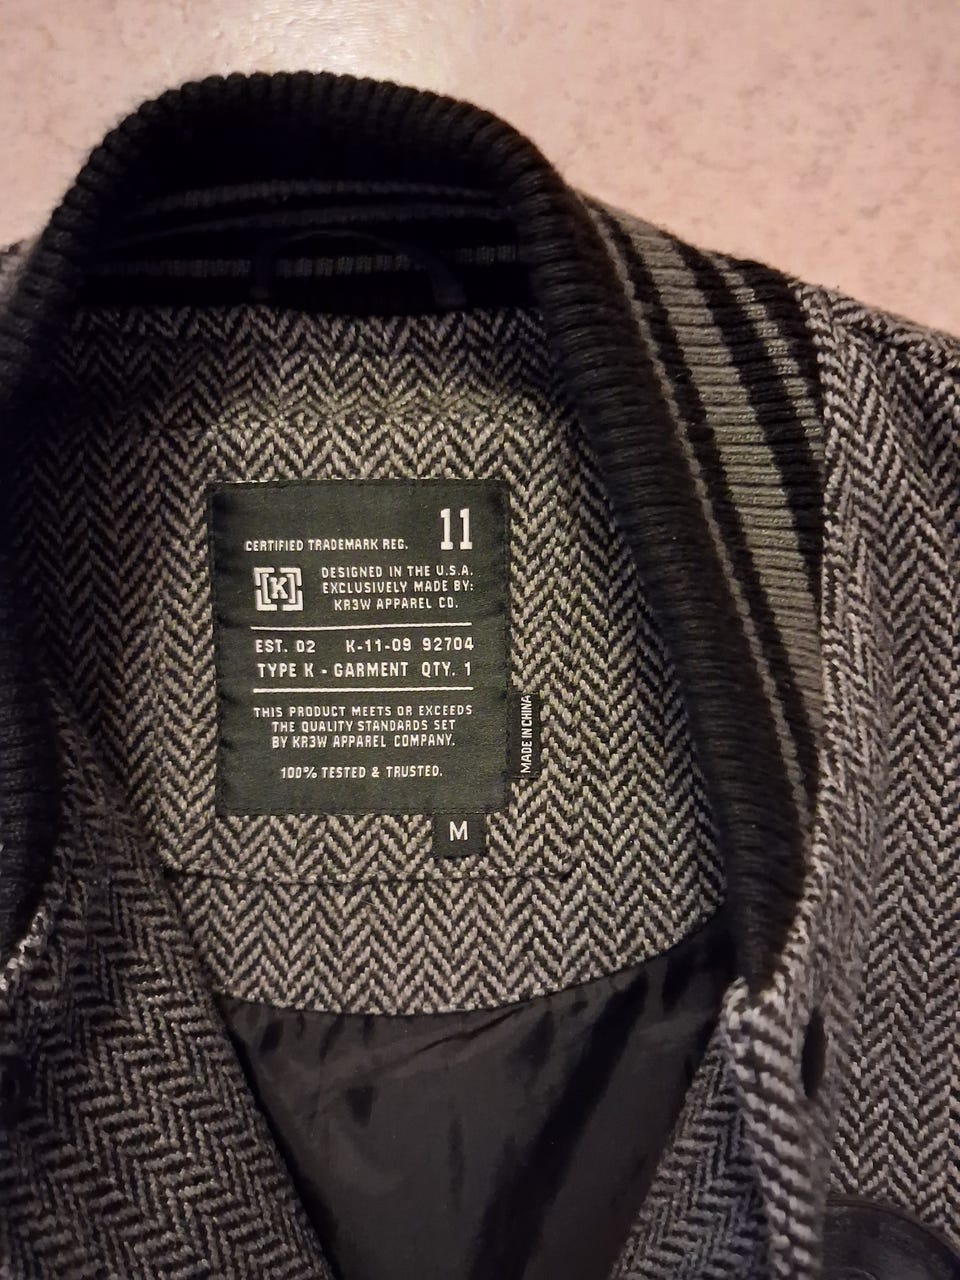 11
CERTIFIED TRADEMARK REG.
[K]
DESIGNED IN THE U.S.A.
EXCLUSIVELY MADE BY:
KR3W APPAREL CO.
EST. 02 K-11-09 92704
TYPE K - GARMENT QTY. 1
THIS PRODUCT MEETS OR EXCEEDS
THE QUALITY STANDARDS SET
BY KR3W APPAREL COMPANY.
100% TESTED & TRUSTED.
MADE IN CHINA
M